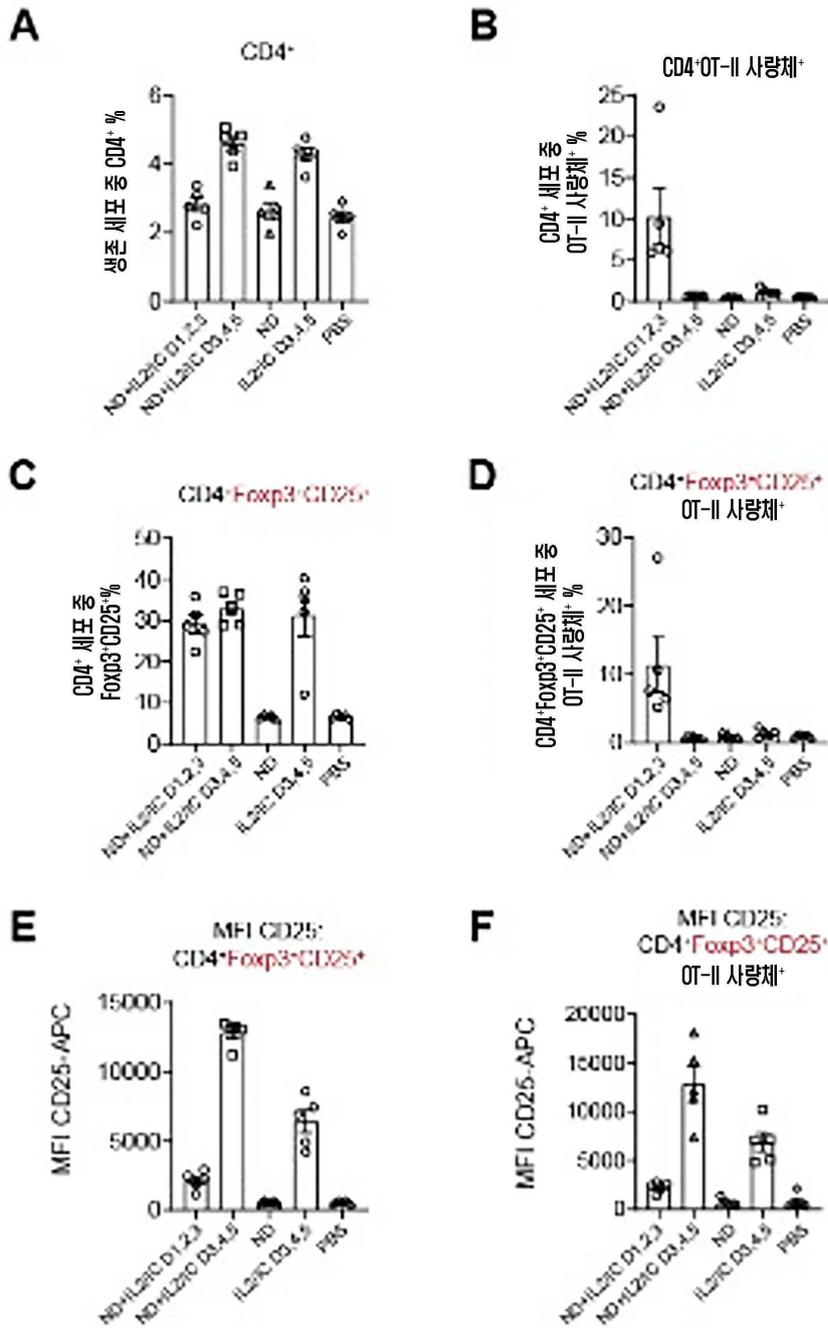 A
CD4⁺
생존 세포 중 CD4⁺ %
6
4
2
0
ND+IL2/IC D1,2,3
ND+IL2/IC D3,4,5
ND
IL2/IC D3,4,5
PBS
B
CD4⁺OT-II 사량체⁺
CD4⁺ 세포 중
OT-II 사량체⁺ %
25
20
15
10
5
0
ND+IL2/IC D1,2,3
ND+IL2/IC D3,4,5
ND
IL2/IC D3,4,5
PBS
C
CD4⁺Foxp3⁺CD25⁺
CD4⁺ 세포 중
Foxp3⁺CD25⁺%
50
40
30
20
10
0
ND+IL2/IC D1,2,3
ND+IL2/IC D3,4,5
ND
IL2/IC D3,4,5
PBS
D
CD4⁺Foxp3⁺CD25⁺
OT-II 사량체⁺
CD4⁺Foxp3⁺CD25⁺ 세포 중
OT-II 사량체⁺ %
30
20
10
0
ND+IL2/IC D1,2,3
ND+IL2/IC D3,4,5
ND
IL2/IC D3,4,5
PBS
E
MFI CD25:
CD4⁺Foxp3⁺CD25⁺
MFI CD25-APC
15000
10000
5000
0
ND+IL2/IC D1,2,3
ND+IL2/IC D3,4,5
ND
IL2/IC D3,4,5
PBS
F
MFI CD25:
CD4⁺Foxp3⁺CD25⁺
OT-II 사량체⁺
MFI CD25-APC
20000
15000
10000
5000
0
ND+IL2/IC D1,2,3
ND+IL2/IC D3,4,5
ND
IL2/IC D3,4,5
PBS